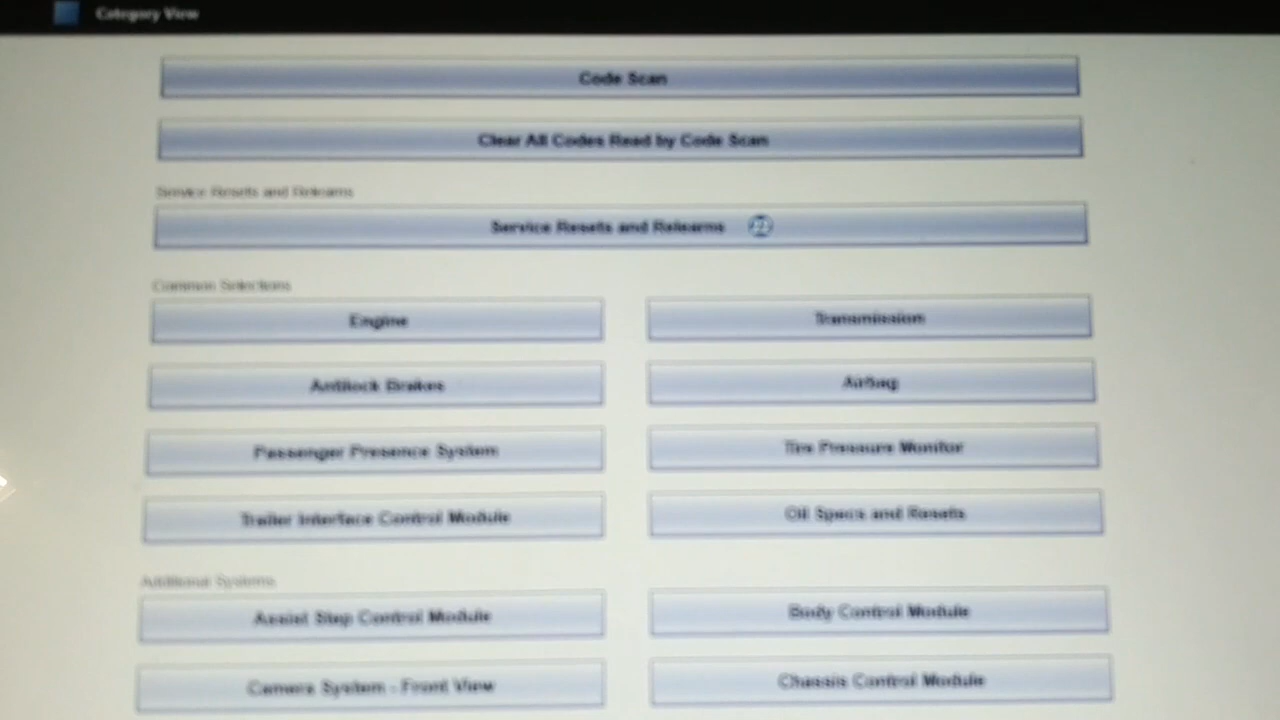 Category View
Code Scan
Clear All Codes Read by Code Scan
Service Resets and Relearns
Service Resets and Relearns
Common Selections
Engine
Transmission
Antilock Brakes
Airbag
Passenger Presence System
Tire Pressure Monitor
Trailer Interface Control Module
Oil Specs and Resets
Additional Systems
Assist Step Control Module
Body Control Module
Camera System - Front View
Chassis Control Module